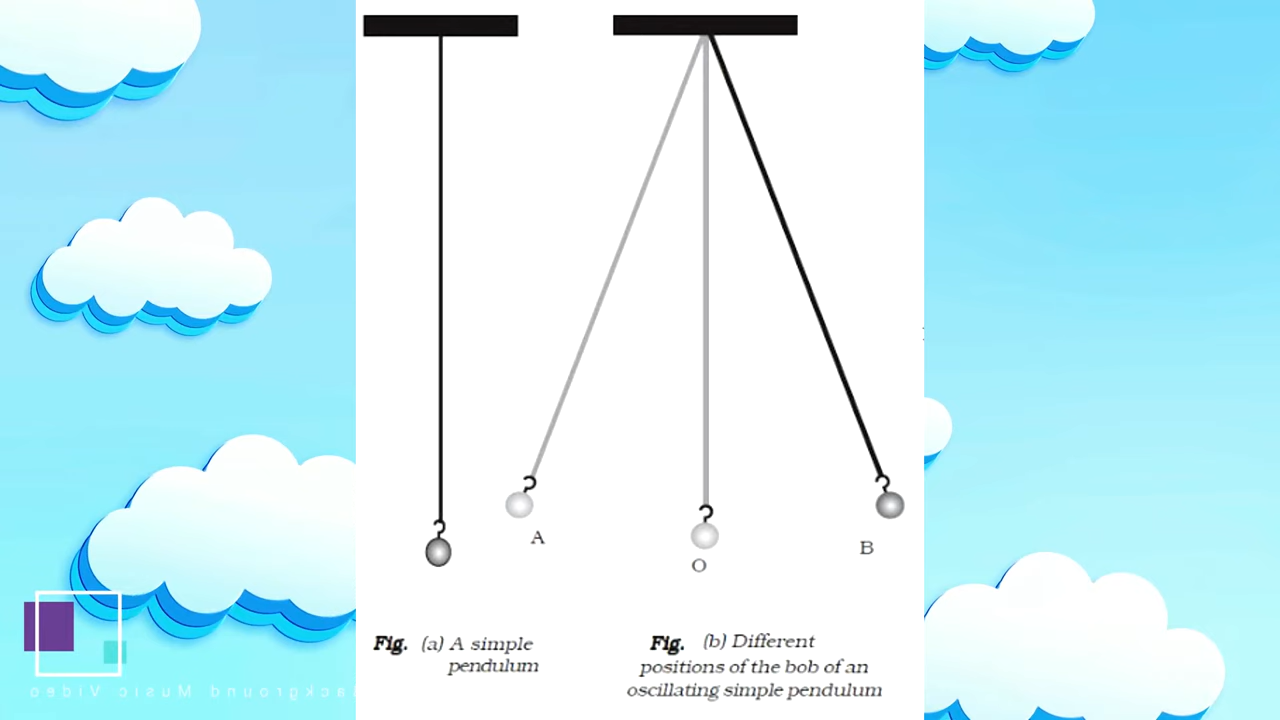 A
O
B
Fig. (a) A simple
pendulum
Fig. (b) Different
positions of the bob of an
oscillating simple pendulum